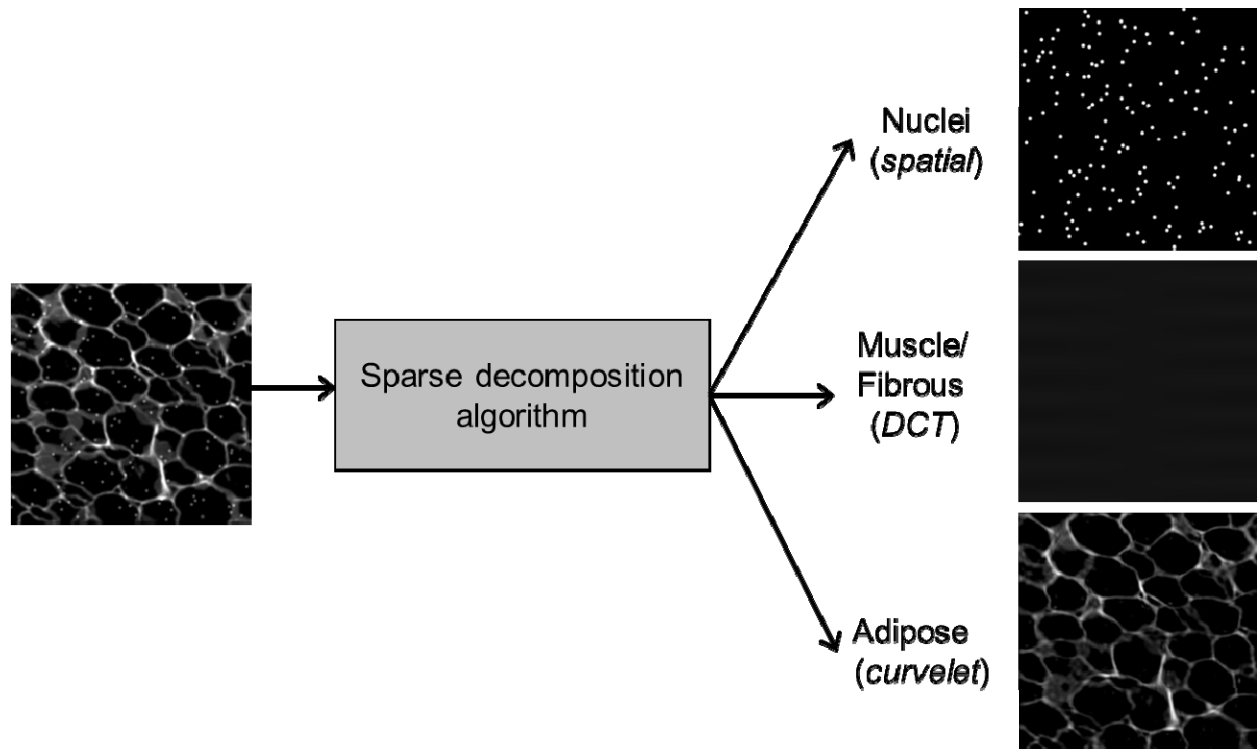 Nuclei
(spatial)
Sparse decomposition
algorithm
Muscle/
Fibrous
(DCT)
Adipose
(curvelet)